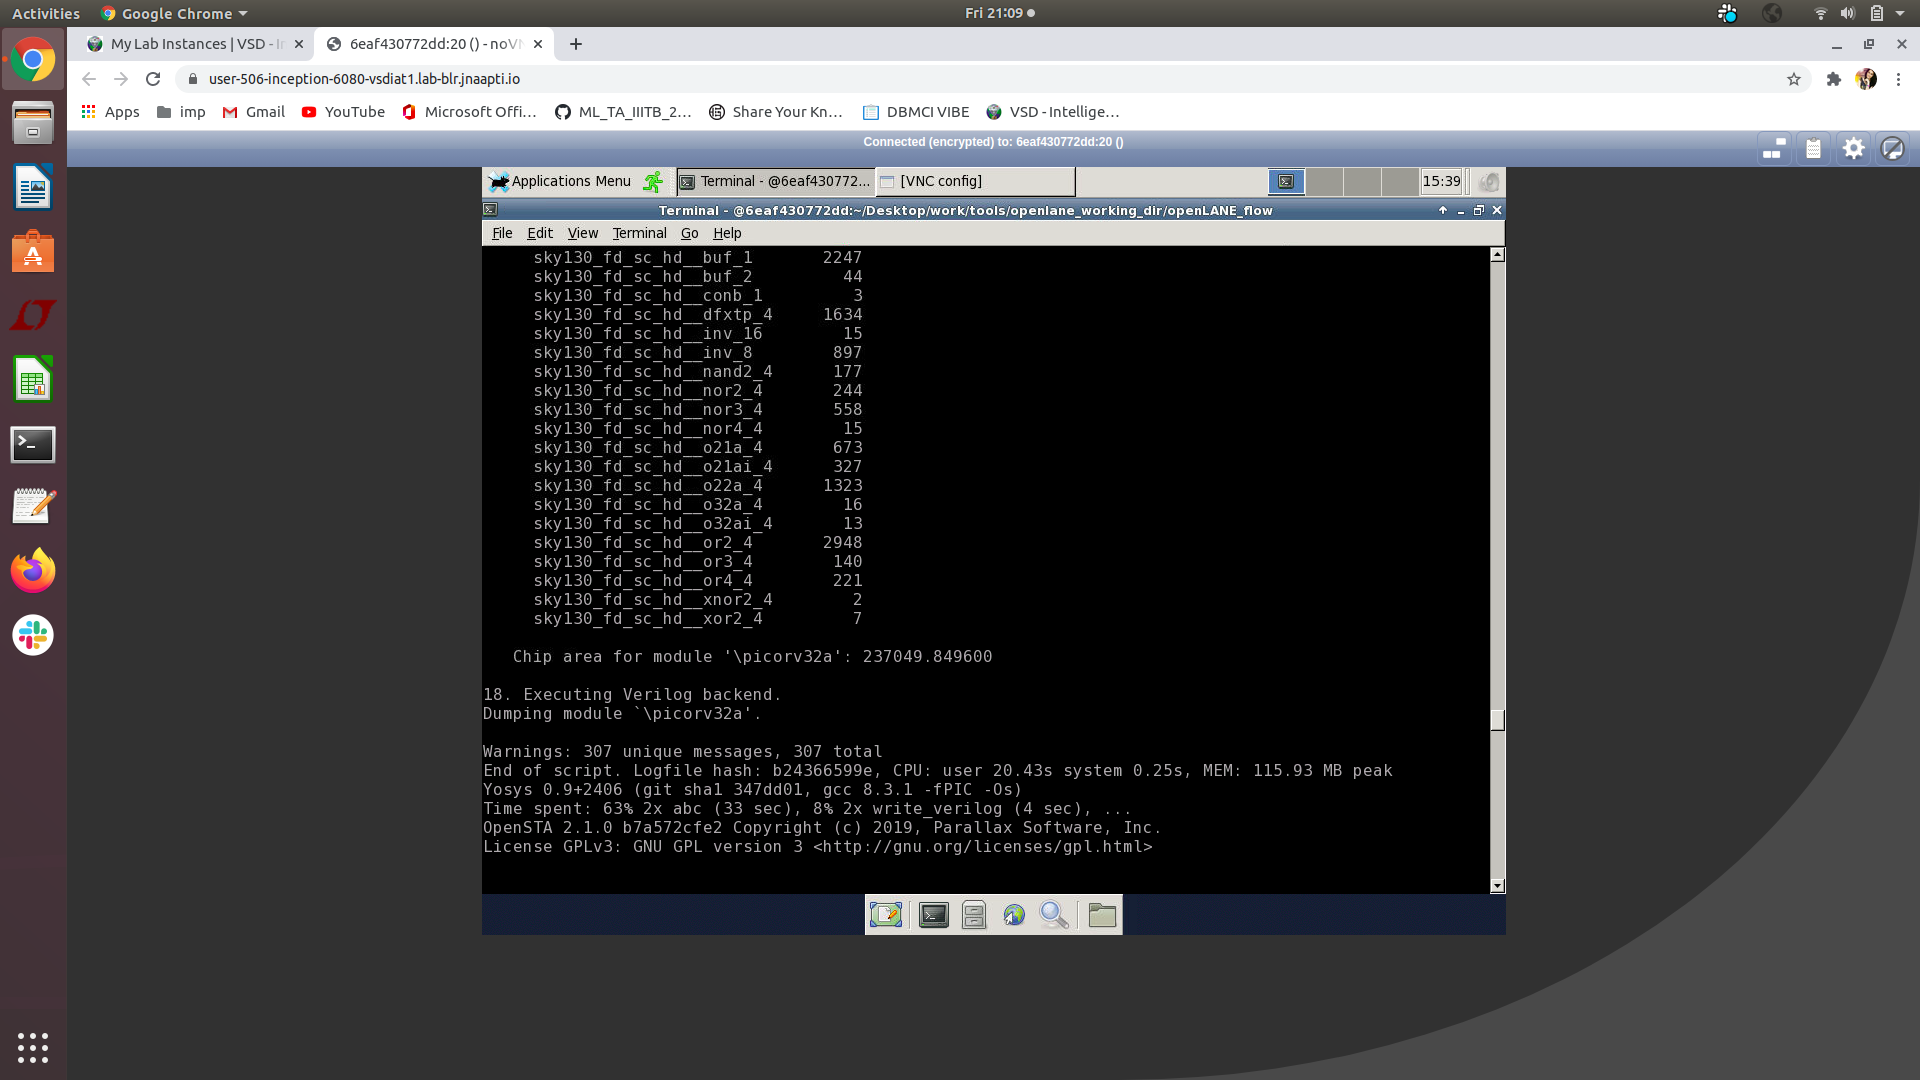 Activities Google Chrome Fri 21:09
My Lab Instances | VSD - In 6eaf430772dd:20 () - noVN
user-506-inception-6080-vsdiat1.lab-blr.jnaapti.io
Apps imp Gmail YouTube Microsoft Offi... ML_TA_IIITB_2... Share Your Kn... DBMCI VIBE VSD - Intellige...
Connected (encrypted) to: 6eaf430772dd:20 ()
Applications Menu Terminal - @6eaf430772... [VNC config] 15:39
Terminal - @6eaf430772dd:~/Desktop/work/tools/openlane_working_dir/openLANE_flow
File Edit View Terminal Go Help
sky130_fd_sc_hd__buf_1 2247
sky130_fd_sc_hd__buf_2 44
sky130_fd_sc_hd__conb_1 3
sky130_fd_sc_hd__dfxtp_4 1634
sky130_fd_sc_hd__inv_16 15
sky130_fd_sc_hd__inv_8 897
sky130_fd_sc_hd__nand2_4 177
sky130_fd_sc_hd__nor2_4 244
sky130_fd_sc_hd__nor3_4 558
sky130_fd_sc_hd__nor4_4 15
sky130_fd_sc_hd__o21a_4 673
sky130_fd_sc_hd__o21ai_4 327
sky130_fd_sc_hd__o22a_4 1323
sky130_fd_sc_hd__o32a_4 16
sky130_fd_sc_hd__o32ai_4 13
sky130_fd_sc_hd__or2_4 2948
sky130_fd_sc_hd__or3_4 140
sky130_fd_sc_hd__or4_4 221
sky130_fd_sc_hd__xnor2_4 2
sky130_fd_sc_hd__xor2_4 7
Chip area for module '\picorv32a': 237049.849600
18. Executing Verilog backend.
Dumping module `\picorv32a'.
Warnings: 307 unique messages, 307 total
End of script. Logfile hash: b24366599e, CPU: user 20.43s system 0.25s, MEM: 115.93 MB peak
Yosys 0.9+2406 (git sha1 347dd01, gcc 8.3.1 -fPIC -Os)
Time spent: 63% 2x abc (33 sec), 8% 2x write_verilog (4 sec), ...
OpenSTA 2.1.0 b7a572cfe2 Copyright (c) 2019, Parallax Software, Inc.
License GPLv3: GNU GPL version 3 <http://gnu.org/licenses/gpl.html>